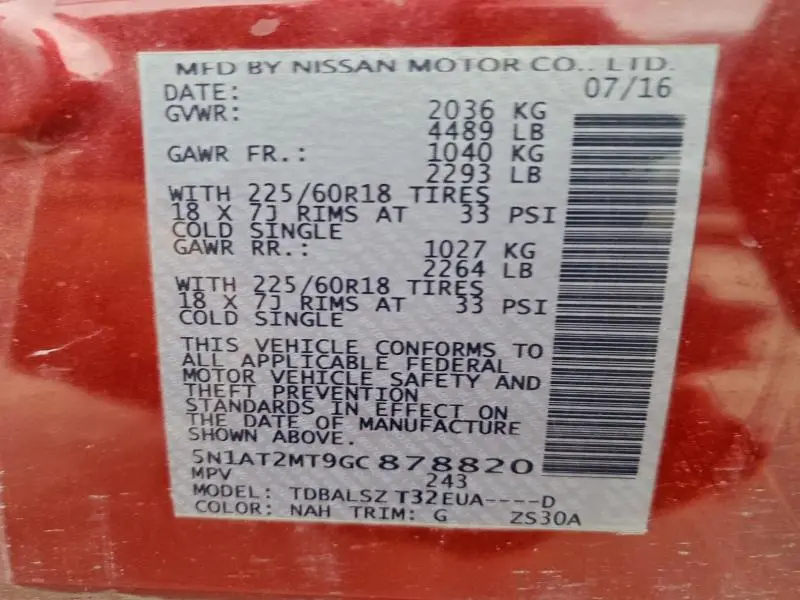 MFD BY NISSAN MOTOR CO., LTD.
DATE: 07/16
GVWR: 2036 KG
4489 LB
GAWR FR.: 1040 KG
2293 LB
WITH 225/60R18 TIRES
18 X 7J RIMS AT 33 PSI
COLD SINGLE
GAWR RR.: 1027 KG
2264 LB
WITH 225/60R18 TIRES
18 X 7J RIMS AT 33 PSI
COLD SINGLE
THIS VEHICLE CONFORMS TO
ALL APPLICABLE FEDERAL
MOTOR VEHICLE SAFETY AND
THEFT PREVENTION
STANDARDS IN EFFECT ON
THE DATE OF MANUFACTURE
SHOWN ABOVE.
5N1AT2MT9GC878820
MPV 243
MODEL: TDBALSZ T32EUA----D
COLOR: NAH TRIM: G ZS30A